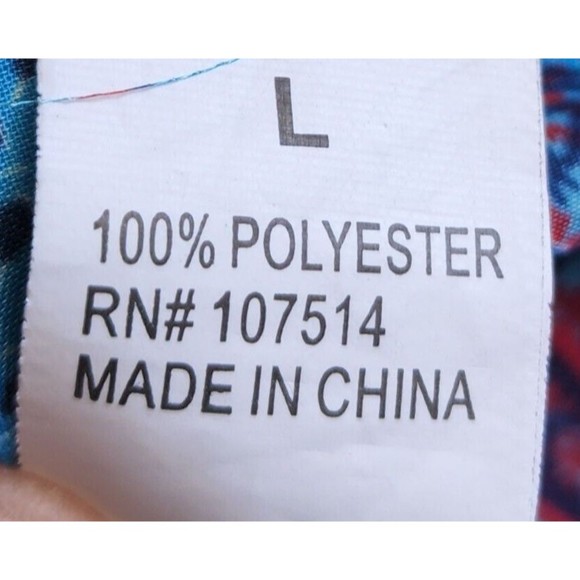 L
100% POLYESTER
RN# 107514
MADE IN CHINA